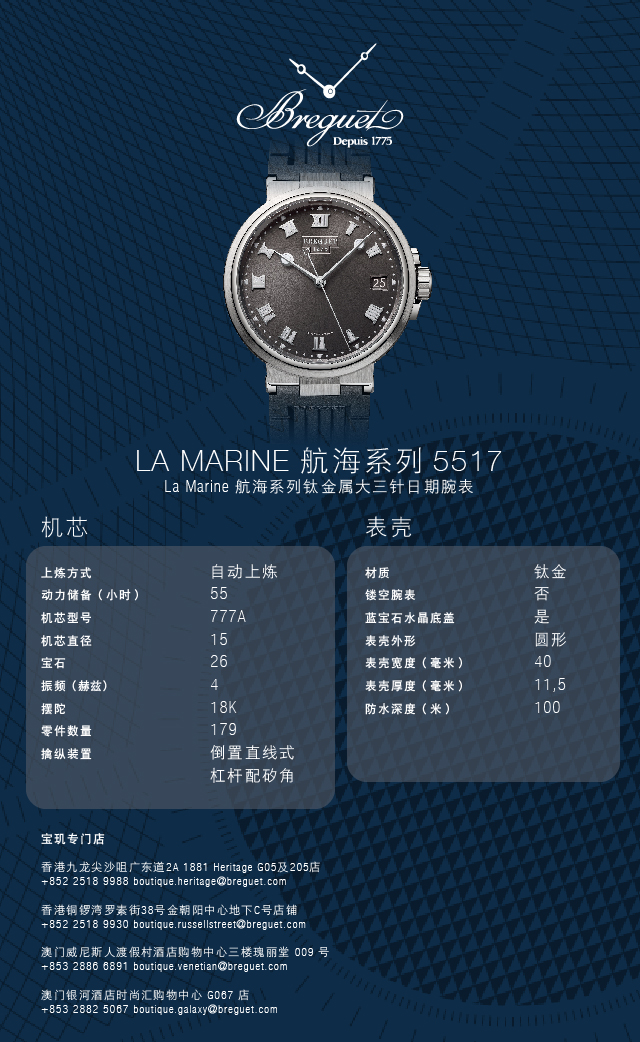 Breguet
Depuis 1775
BREGUET
25
LA MARINE 航海系列 5517
La Marine 航海系列钛金属大三针日期腕表
机芯
上炼方式 自动上炼
动力储备（小时） 55
机芯型号 777A
机芯直径 15
宝石 26
振频（赫兹） 4
摆陀 18K
零件数量 179
擒纵装置 倒置直线式
杠杆配矽角
表壳
材质 钛金
镂空腕表 否
蓝宝石水晶底盖 是
表壳外形 圆形
表壳宽度（毫米） 40
表壳厚度（毫米） 11,5
防水深度（米） 100
宝玑专门店
香港九龙尖沙咀广东道2A 1881 Heritage G05及205店
+852 2518 9988 boutique.heritage@breguet.com
香港铜锣湾罗素街38号金朝阳中心地下C号店铺
+852 2518 9930 boutique.russellstreet@breguet.com
澳门威尼斯人渡假村酒店购物中心三楼瑰丽堂 009 号
+853 2886 6891 boutique.venetian@breguet.com
澳门银河酒店时尚汇购物中心 G067 店
+853 2882 5067 boutique.galaxy@breguet.com